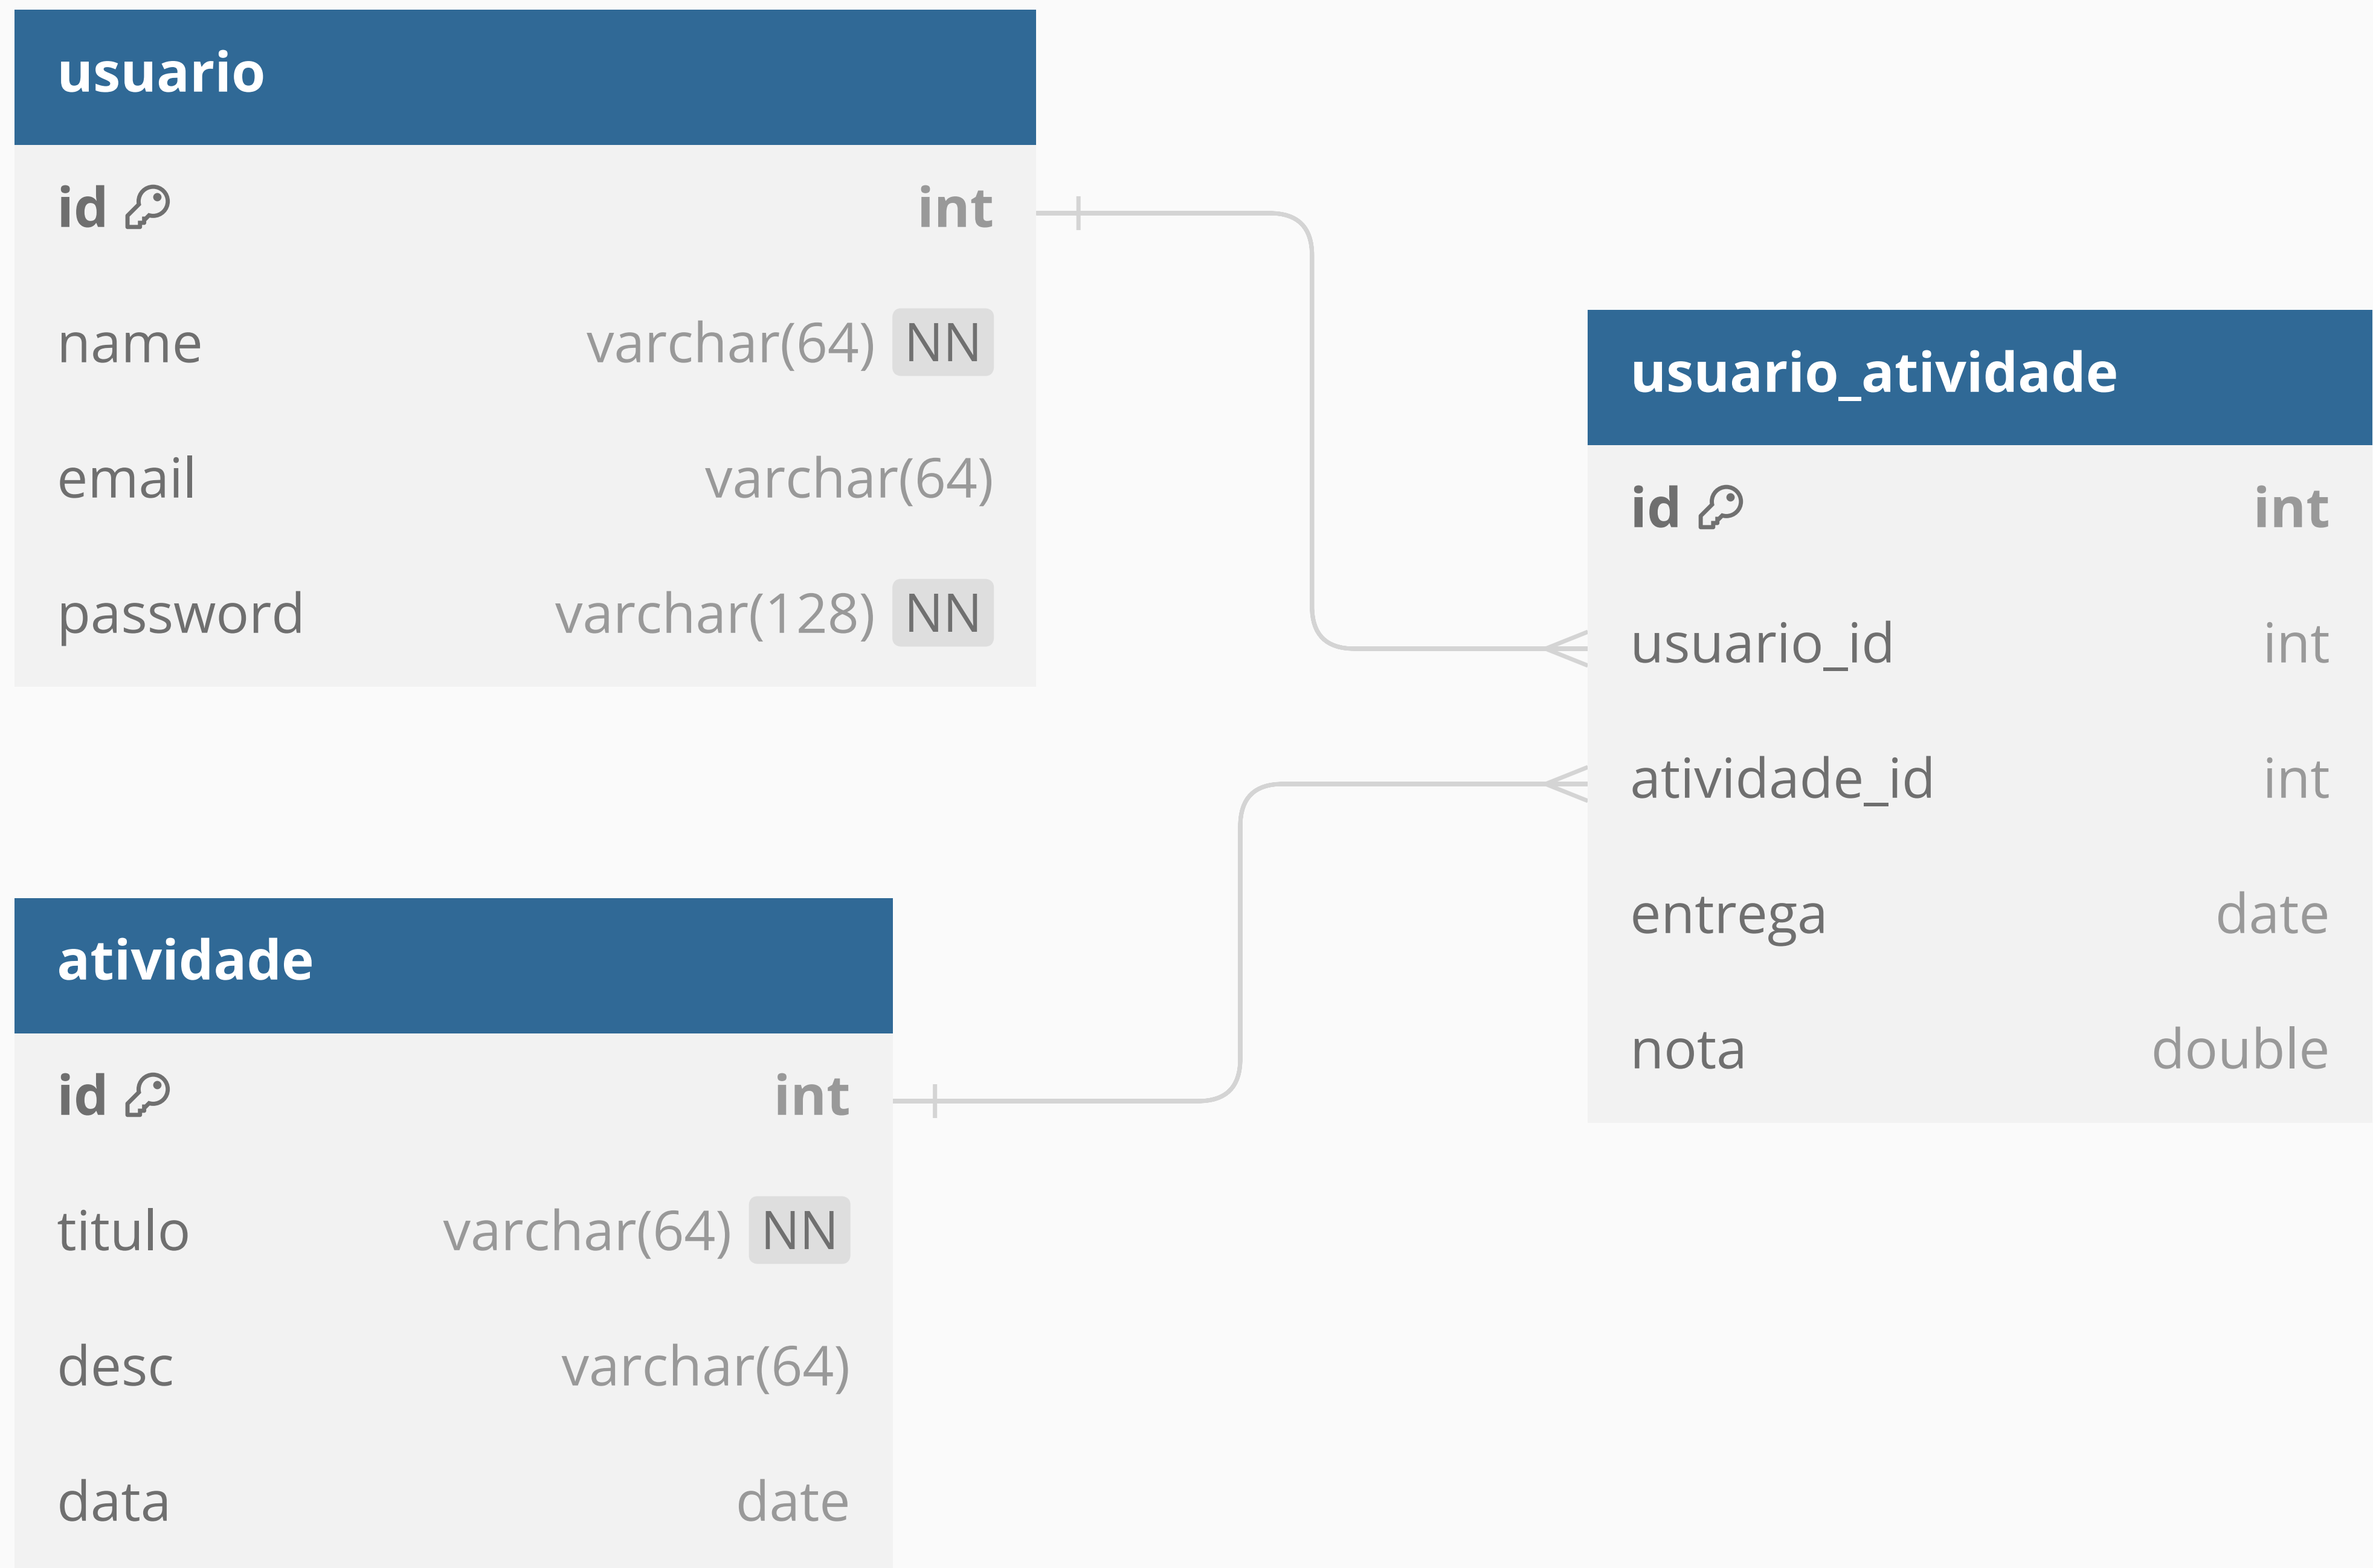 usuario
id int
name varchar(64) NN
email varchar(64)
password varchar(128) NN
usuario_atividade
id int
usuario_id int
atividade_id int
entrega date
nota double
atividade
id int
titulo varchar(64) NN
desc varchar(64)
data date